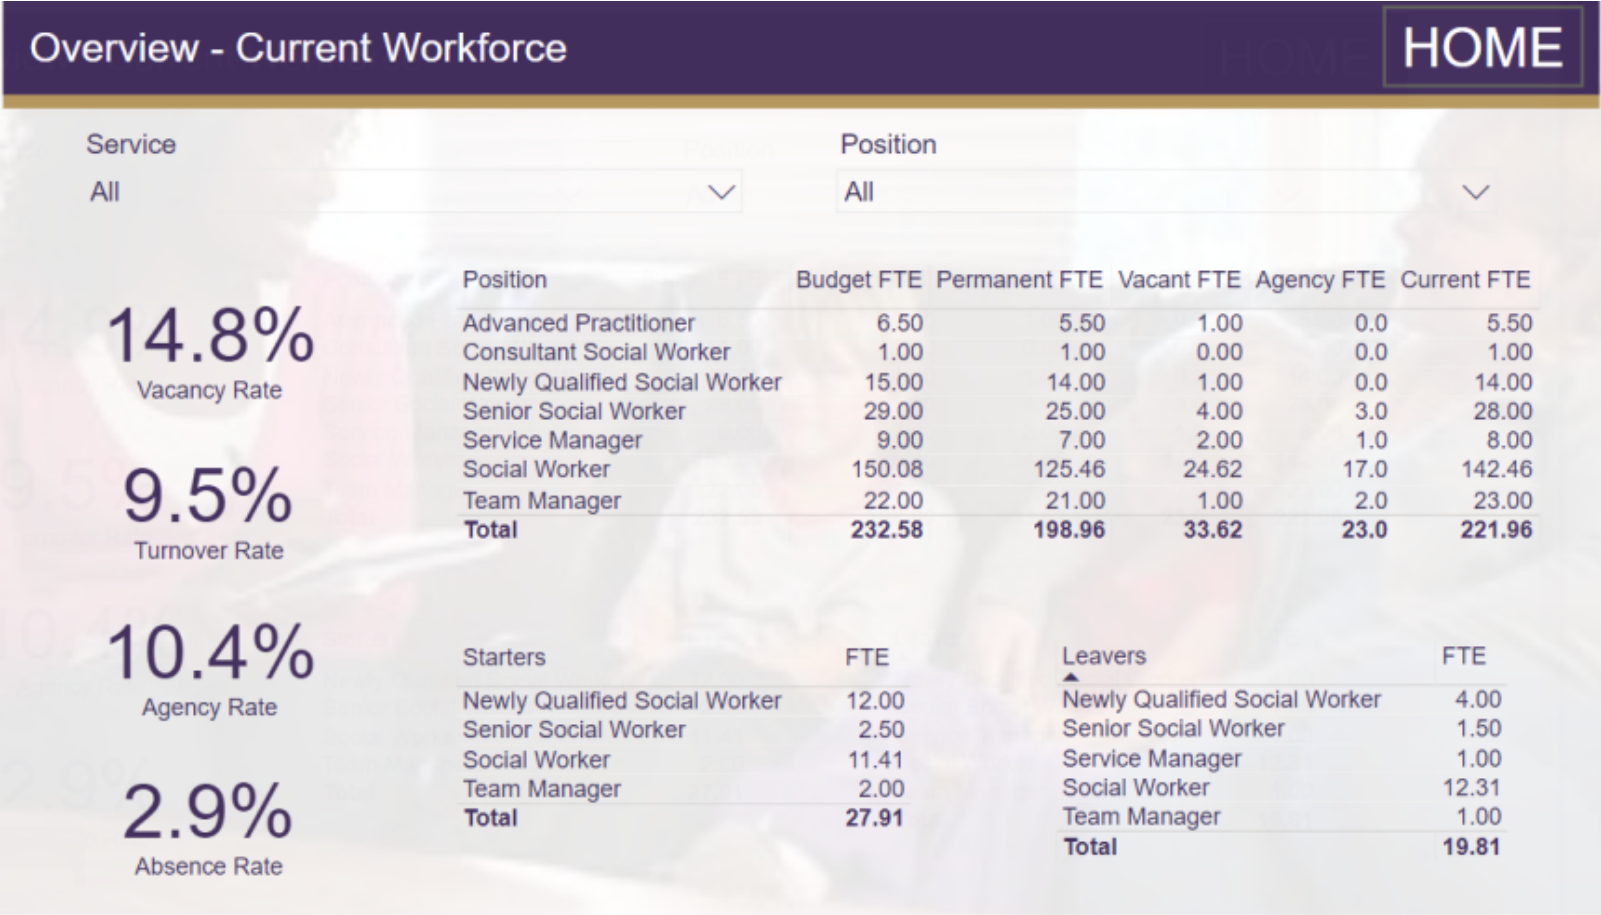 Overview - Current Workforce HOME
Service Position
All All
Position Budget FTE Permanent FTE Vacant FTE Agency FTE Current FTE
Advanced Practitioner 6.50 5.50 1.00 0.0 5.50
Consultant Social Worker 1.00 1.00 0.00 0.0 1.00
Newly Qualified Social Worker 15.00 14.00 1.00 0.0 14.00
Senior Social Worker 29.00 25.00 4.00 3.0 28.00
Service Manager 9.00 7.00 2.00 1.0 8.00
Social Worker 150.08 125.46 24.62 17.0 142.46
Team Manager 22.00 21.00 1.00 2.0 23.00
Total 232.58 198.96 33.62 23.0 221.96
14.8%
Vacancy Rate
9.5%
Turnover Rate
10.4%
Agency Rate
2.9%
Absence Rate
Starters FTE
Newly Qualified Social Worker 12.00
Senior Social Worker 2.50
Social Worker 11.41
Team Manager 2.00
Total 27.91
Leavers FTE
Newly Qualified Social Worker 4.00
Senior Social Worker 1.50
Service Manager 1.00
Social Worker 12.31
Team Manager 1.00
Total 19.81